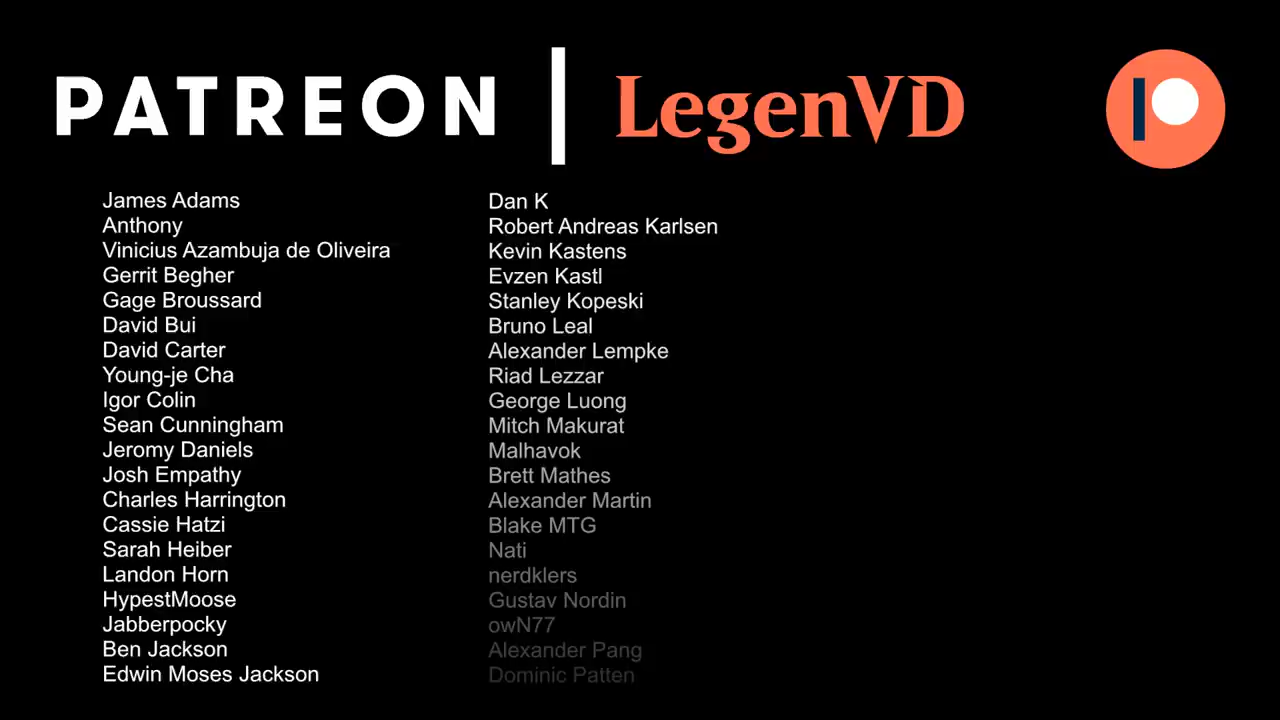 PATREON | LegenVD
James Adams
Anthony
Vinicius Azambuja de Oliveira
Gerrit Begher
Gage Broussard
David Bui
David Carter
Young-je Cha
Igor Colin
Sean Cunningham
Jeromy Daniels
Josh Empathy
Charles Harrington
Cassie Hatzi
Sarah Heiber
Landon Horn
HypestMoose
Jabberpocky
Ben Jackson
Edwin Moses Jackson
Dan K
Robert Andreas Karlsen
Kevin Kastens
Evzen Kastl
Stanley Kopeski
Bruno Leal
Alexander Lempke
Riad Lezzar
George Luong
Mitch Makurat
Malhavok
Brett Mathes
Alexander Martin
Blake MTG
Nati
nerdklers
Gustav Nordin
owN77
Alexander Pang
Dominic Patten